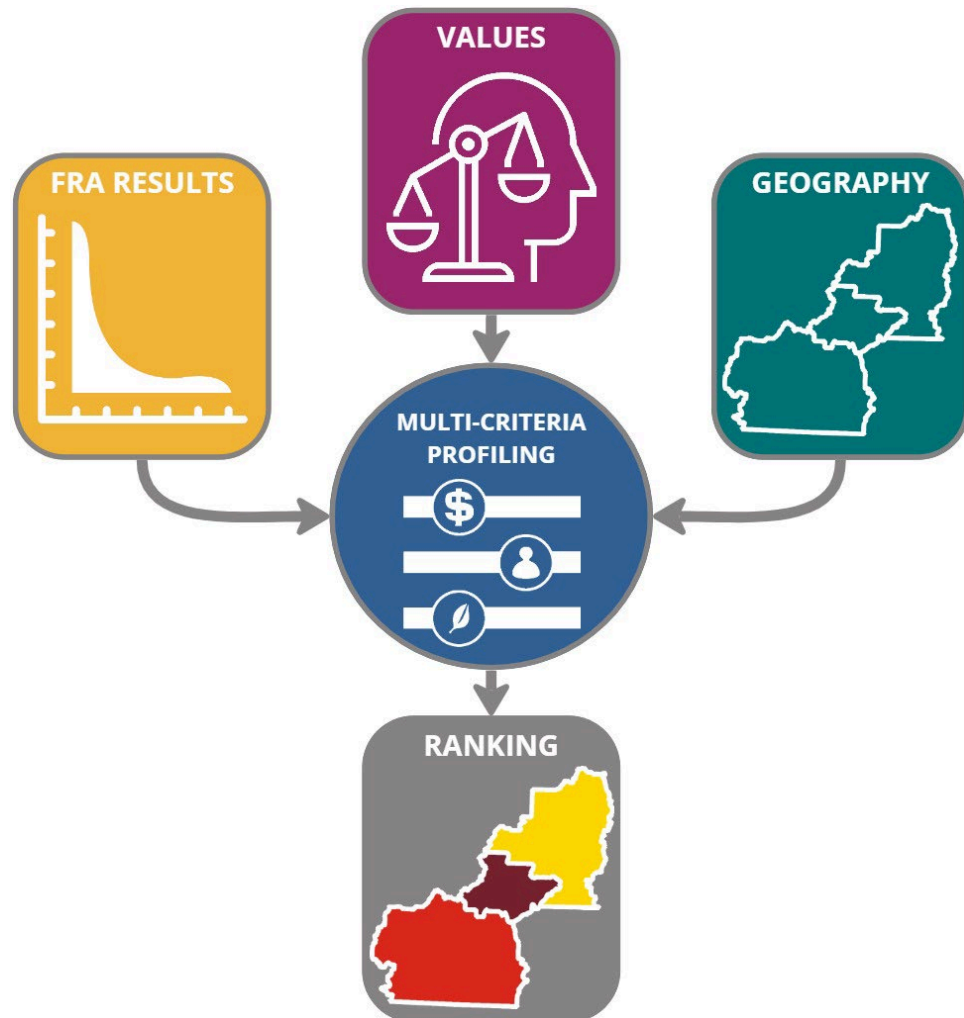 VALUES
FRA RESULTS
GEOGRAPHY
MULTI-CRITERIA
PROFILING
$
RANKING